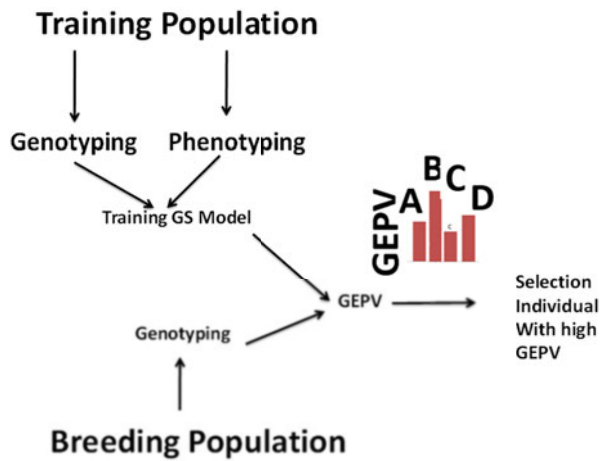 Training Population
Genotyping Phenotyping
Training GS Model
GEPV
A B C D
c
GEPV
Selection
Individual
With high
GEPV
Genotyping
Breeding Population